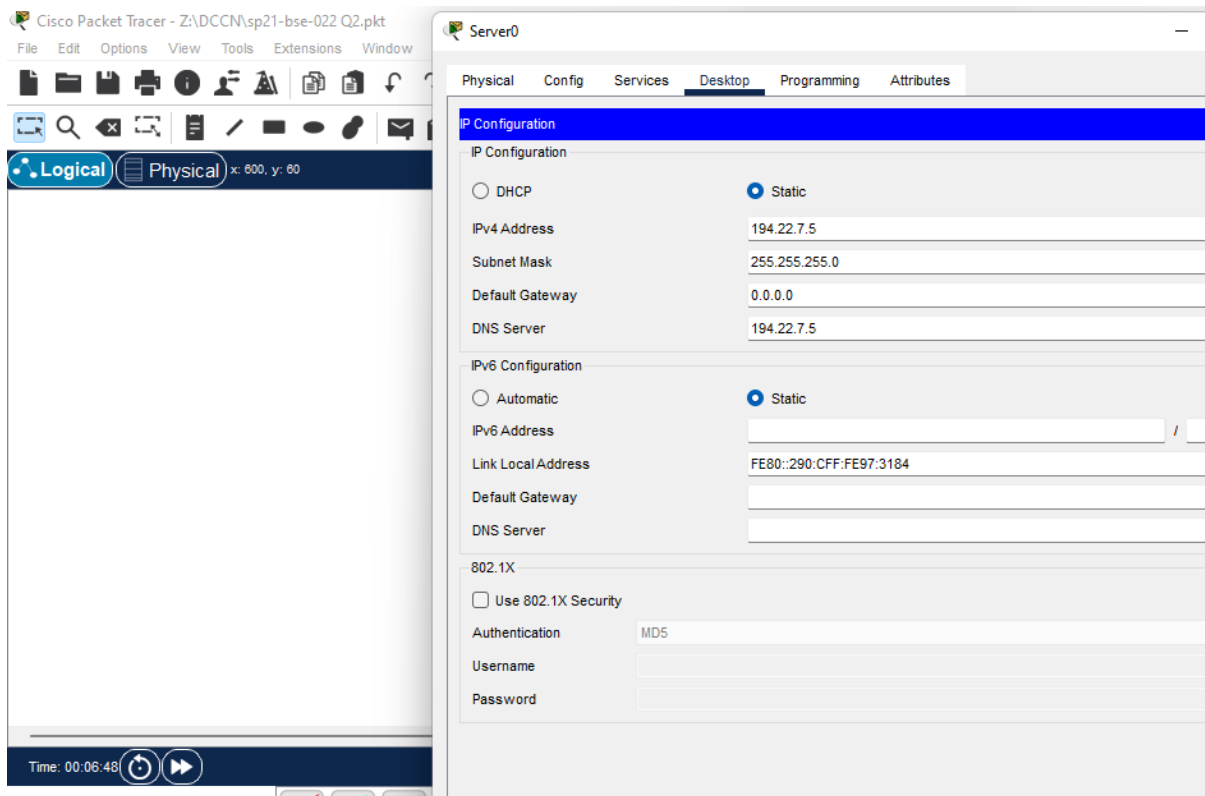 Cisco Packet Tracer - Z:\DCCN\sp21-bse-022 Q2.pkt
File Edit Options View Tools Extensions Window
Logical Physical x: 600, y: 60
Time: 00:06:48
Server0
Physical Config Services Desktop Programming Attributes
IP Configuration
IP Configuration
DHCP Static
IPv4 Address 194.22.7.5
Subnet Mask 255.255.255.0
Default Gateway 0.0.0.0
DNS Server 194.22.7.5
IPv6 Configuration
Automatic Static
IPv6 Address /
Link Local Address FE80::290:CFF:FE97:3184
Default Gateway
DNS Server
802.1X
Use 802.1X Security
Authentication MD5
Username
Password